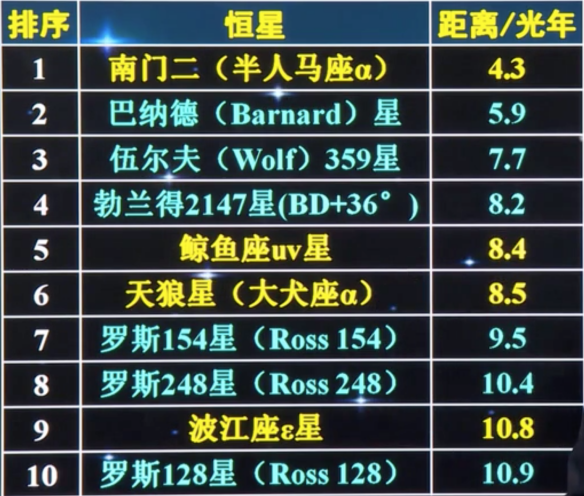 排序 恒星 距离/光年
1 南门二（半人马座α） 4.3
2 巴纳德（Barnard）星 5.9
3 伍尔夫（Wolf）359星 7.7
4 勃兰得2147星(BD+36°) 8.2
5 鲸鱼座uv星 8.4
6 天狼星（大犬座α） 8.5
7 罗斯154星（Ross 154） 9.5
8 罗斯248星（Ross 248） 10.4
9 波江座ε星 10.8
10 罗斯128星（Ross 128） 10.9